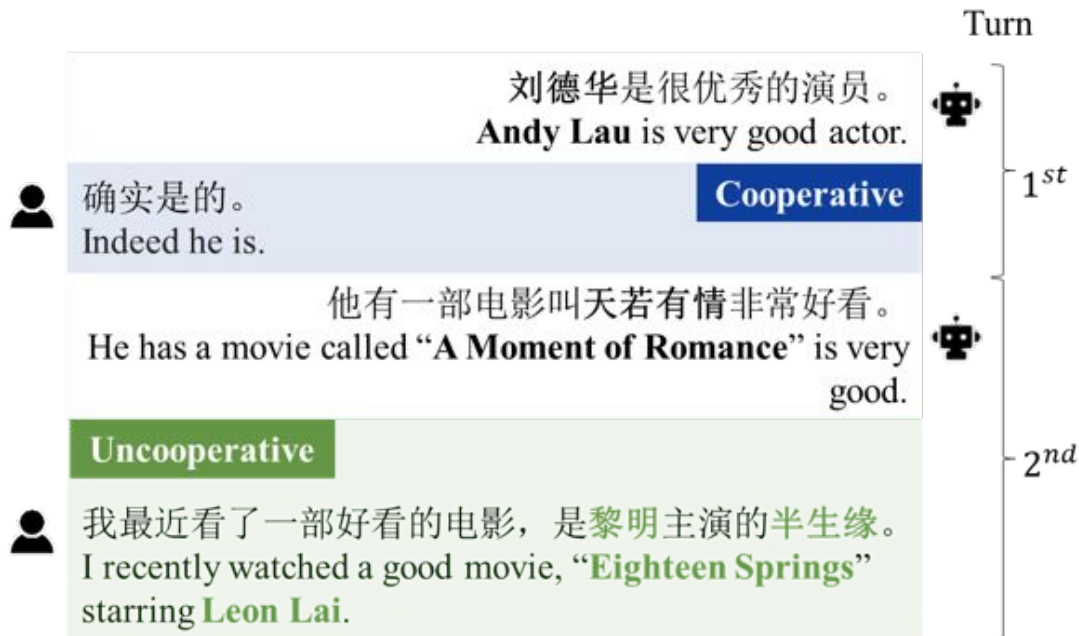 Turn
刘德华是很优秀的演员。
Andy Lau is very good actor.
1st
确实是的。
Cooperative
Indeed he is.
他有一部电影叫天若有情非常好看。
He has a movie called “A Moment of Romance” is very
good.
Uncooperative
2nd
我最近看了一部好看的电影，是黎明主演的半生缘。
I recently watched a good movie, “Eighteen Springs”
starring Leon Lai.